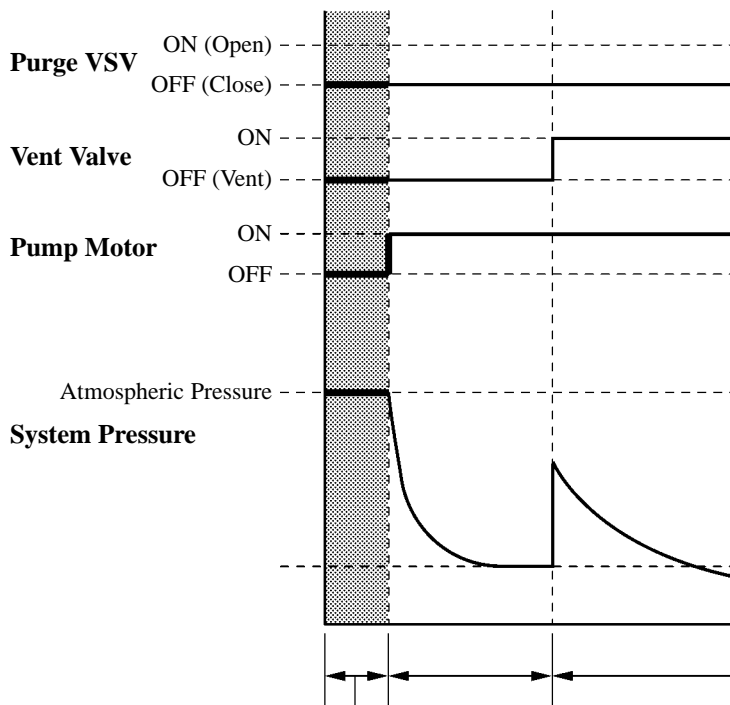 ON (Open)
Purge VSV
OFF (Close)
ON
Vent Valve
OFF (Vent)
ON
Pump Motor
OFF
Atmospheric Pressure
System Pressure